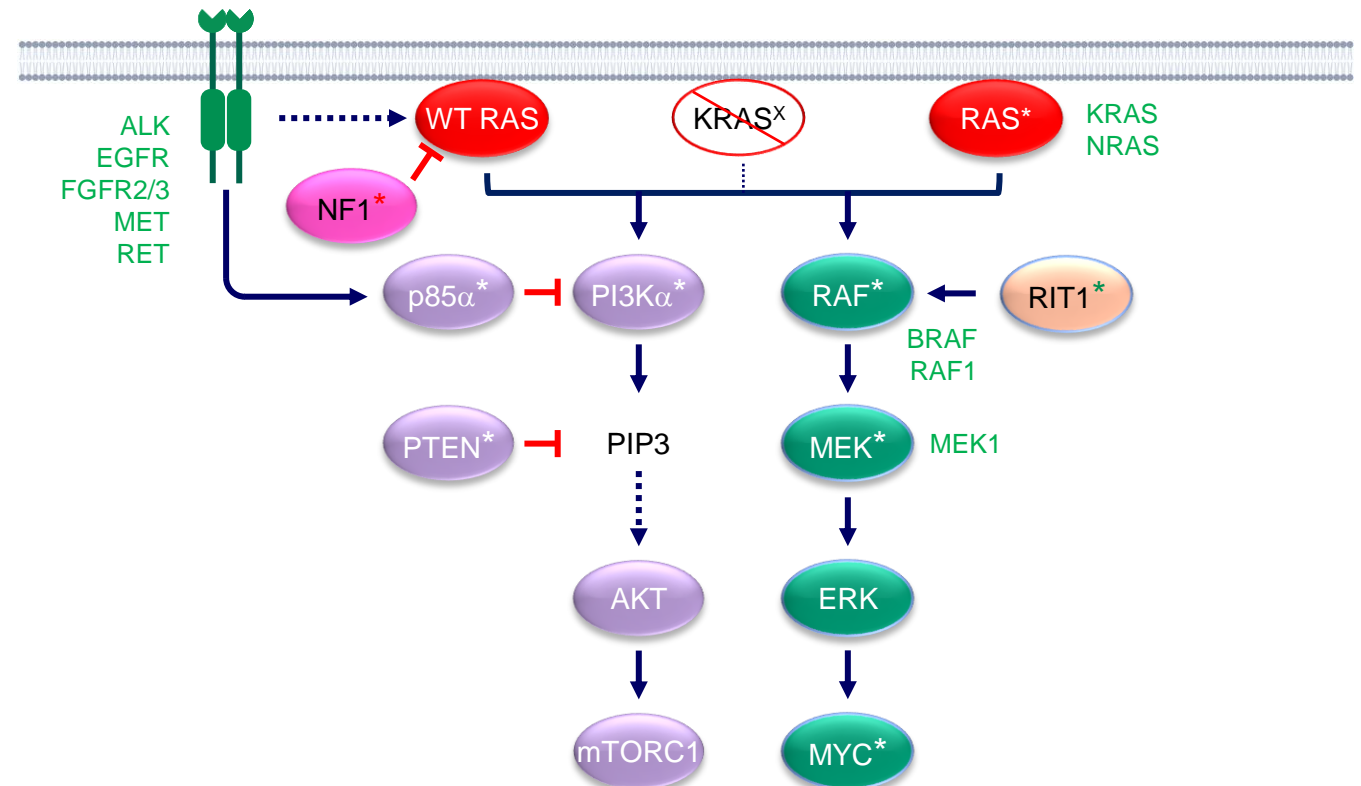 WT RAS
KRASX
RAS*
KRAS
NRAS
ALK
EGFR
FGFR2/3
MET
RET
NF1*
p85α*
PI3Kα*
RAF*
RIT1*
BRAF
RAF1
PTEN*
PIP3
MEK*
MEK1
AKT
ERK
mTORC1
MYC*